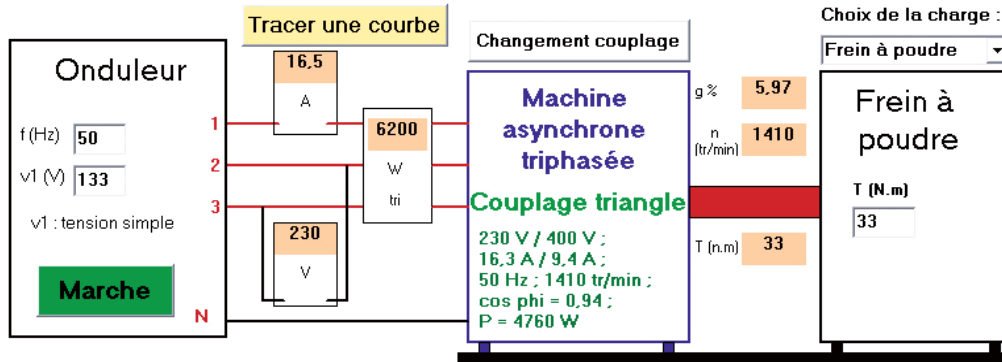 Tracer une courbe
Changement couplage
Choix de la charge :
Frein à poudre
Onduleur
f (Hz) 50
v1 (V) 133
v1 : tension simple
Marche
1
2
3
N
16,5
A
6200
W
tri
230
V
Machine
asynchrone
triphasée
Couplage triangle
230 V / 400 V ;
16,3 A / 9,4 A ;
50 Hz ; 1410 tr/min ;
cos phi = 0,94 ;
P = 4760 W
g % 5,97
n
(tr/min) 1410
T (n.m) 33
Frein à
poudre
T (N.m)
33